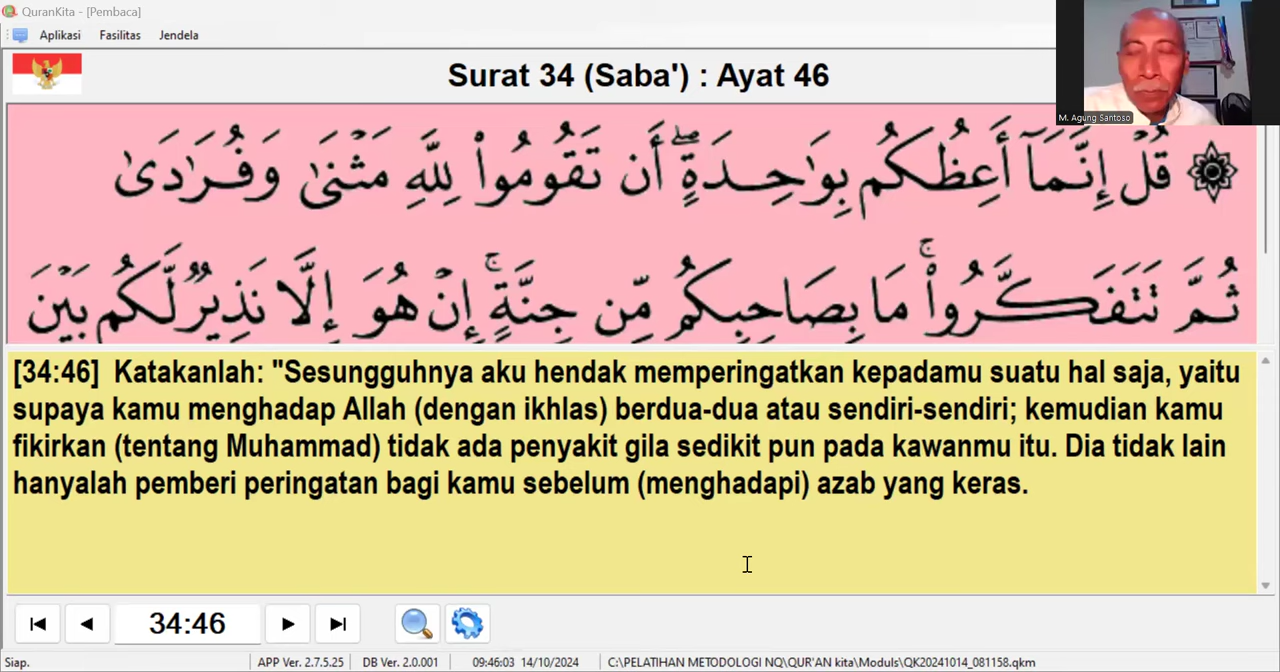 QuranKita - [Pembaca]
Aplikasi Fasilitas Jendela
Surat 34 (Saba') : Ayat 46
M. Agung Santoso
۞ قُلْ إِنَّمَآ أَعِظُكُم بِوَٰحِدَةٍ ۖ أَن تَقُومُوا۟ لِلَّهِ مَثْنَىٰ وَفُرَٰدَىٰ
ثُمَّ تَتَفَكَّرُوا۟ ۚ مَا بِصَاحِبِكُم مِّن جِنَّةٍ ۚ إِنْ هُوَ إِلَّا نَذِيرٌ لَّكُم بَيْنَ
[34:46] Katakanlah: "Sesungguhnya aku hendak memperingatkan kepadamu suatu hal saja, yaitu
supaya kamu menghadap Allah (dengan ikhlas) berdua-dua atau sendiri-sendiri; kemudian kamu
fikirkan (tentang Muhammad) tidak ada penyakit gila sedikit pun pada kawanmu itu. Dia tidak lain
hanyalah pemberi peringatan bagi kamu sebelum (menghadapi) azab yang keras.
34:46
Siap. APP Ver. 2.7.5.25 DB Ver. 2.0.001 09:46:03 14/10/2024 C:\PELATIHAN METODOLOGI NQ\QUR'AN kita\Moduls\QK20241014_081158.qkm